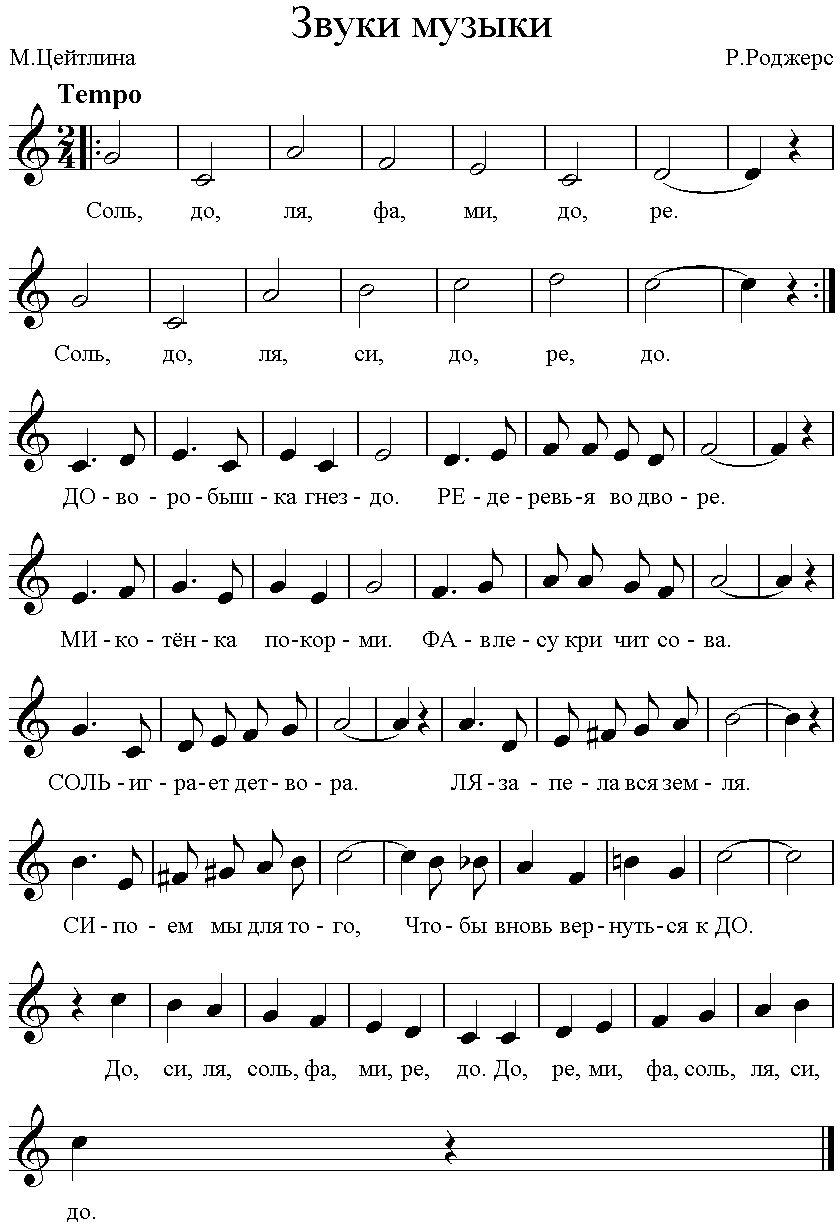 Звуки музыки
М.Цейтлина Р.Роджерс
Tempo
2
4
Соль, до, ля, фа, ми, до, ре.
Соль, до, ля, си, до, ре, до.
ДО - во - ро - быш - ка гнез - до. РЕ - де - ревь - я во дво - ре.
МИ - ко - тён - ка по - кор - ми. ФА - в ле - су кри чит со - ва.
СОЛЬ - иг - ра - ет дет - во - ра. ЛЯ - за - пе - ла вся зем - ля.
СИ - по - ем мы для то - го, Что - бы вновь вер - нуть - ся к ДО.
До, си, ля, соль, фа, ми, ре, до. До, ре, ми, фа, соль, ля, си,
до.